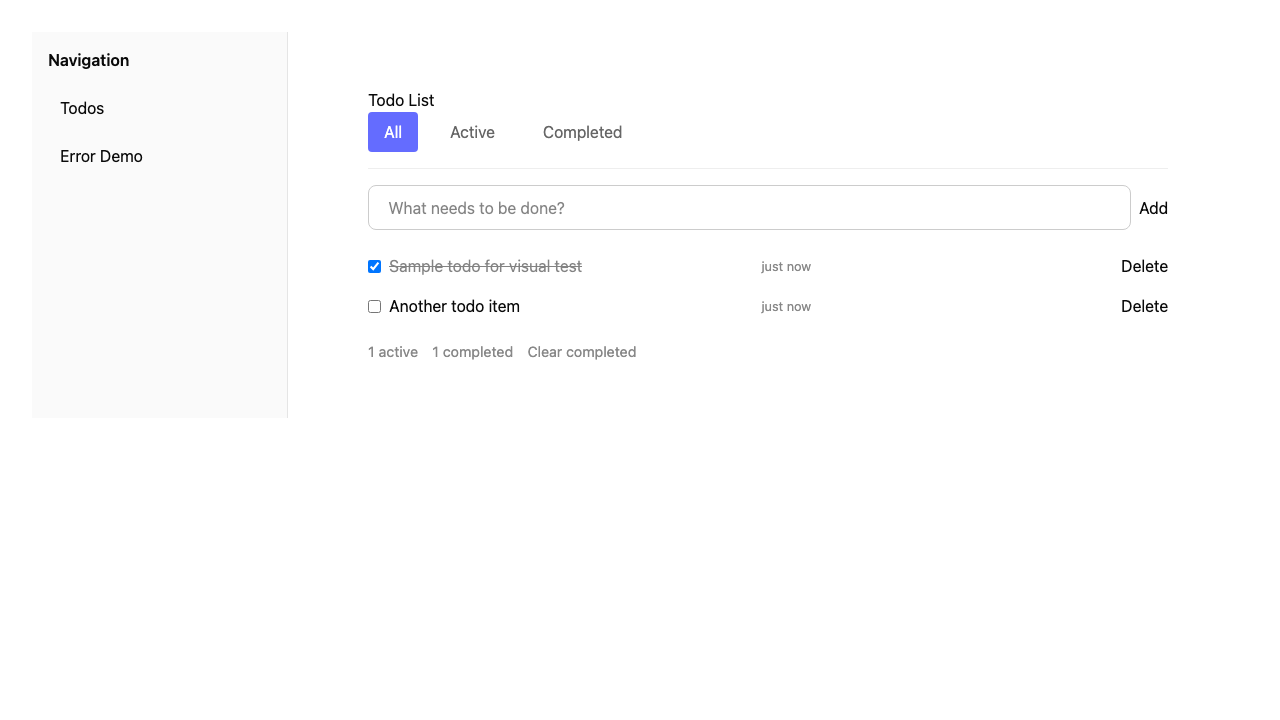 Navigation
Todos
Error Demo
Todo List
All Active Completed
What needs to be done? Add
Sample todo for visual test just now Delete
Another todo item just now Delete
1 active 1 completed Clear completed